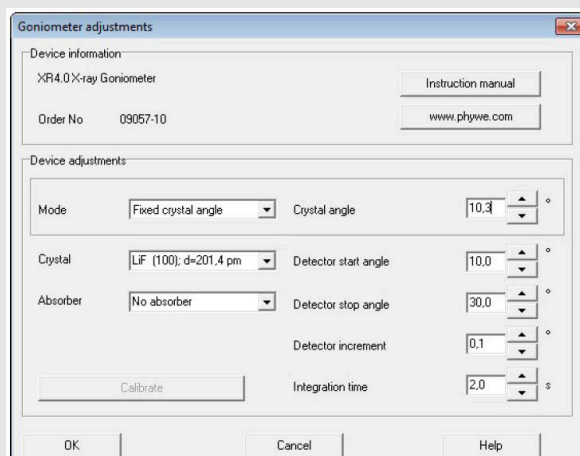 Goniometer adjustments
Device information
XR4.0 X-ray Goniometer
Instruction manual
Order No 09057-10
www.phywe.com
Device adjustments
Mode Fixed crystal angle Crystal angle 10,3 °
Crystal LiF (100); d=201,4 pm Detector start angle 10,0 °
Absorber No absorber Detector stop angle 30,0 °
Detector increment 0,1 °
Calibrate Integration time 2,0 s
OK Cancel Help